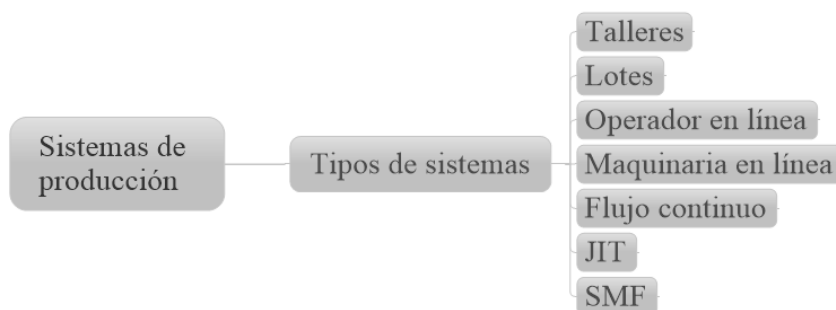 Sistemas de
producción
Tipos de sistemas
Talleres
Lotes
Operador en línea
Maquinaria en línea
Flujo continuo
JIT
SMF